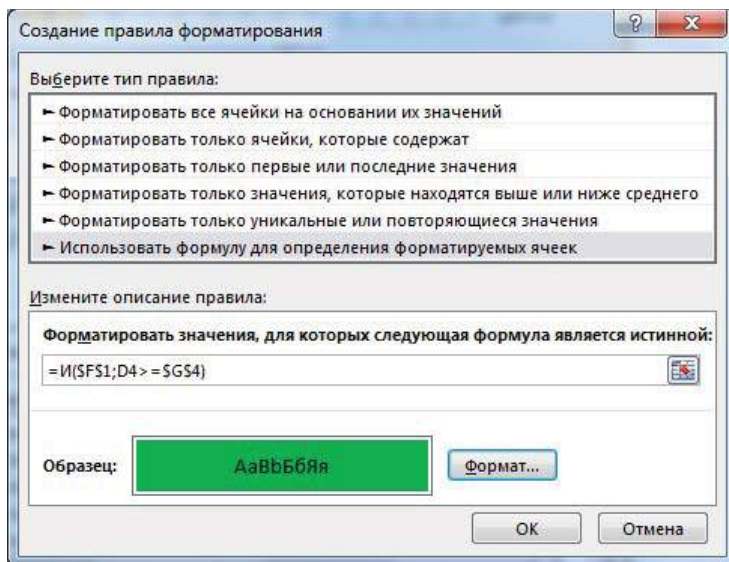 Создание правила форматирования
Выберите тип правила:
► Форматировать все ячейки на основании их значений
► Форматировать только ячейки, которые содержат
► Форматировать только первые или последние значения
► Форматировать только значения, которые находятся выше или ниже среднего
► Форматировать только уникальные или повторяющиеся значения
► Использовать формулу для определения форматируемых ячеек
Измените описание правила:
Форматировать значения, для которых следующая формула является истинной:
=И($F$1;D4>=$G$4)
Образец:
АаВbБбЯя
Формат...
ОК
Отмена